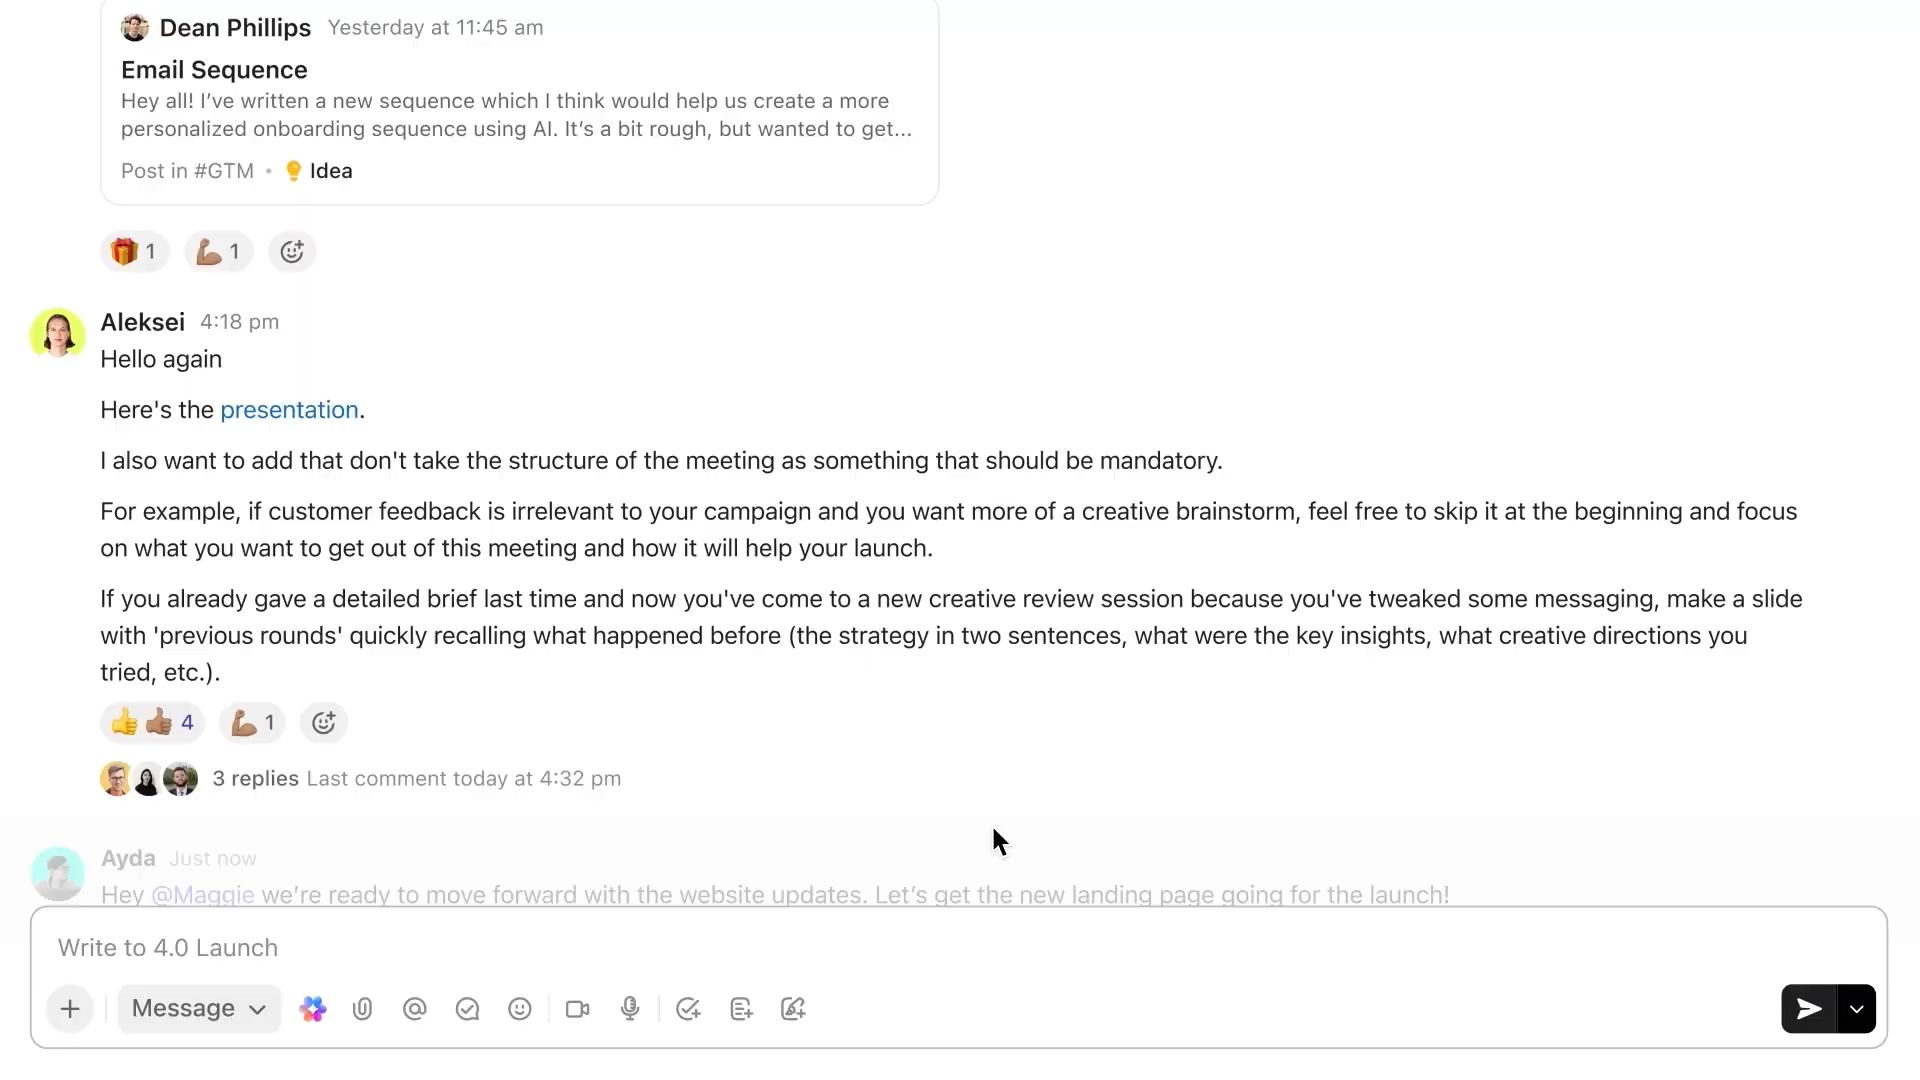 Dean Phillips Yesterday at 11:45 am
Email Sequence
Hey all! I’ve written a new sequence which I think would help us create a more
personalized onboarding sequence using AI. It’s a bit rough, but wanted to get...
Post in #GTM • Idea
1 1
Aleksei 4:18 pm
Hello again
Here's the presentation.
I also want to add that don't take the structure of the meeting as something that should be mandatory.
For example, if customer feedback is irrelevant to your campaign and you want more of a creative brainstorm, feel free to skip it at the beginning and focus
on what you want to get out of this meeting and how it will help your launch.
If you already gave a detailed brief last time and now you've come to a new creative review session because you've tweaked some messaging, make a slide
with 'previous rounds' quickly recalling what happened before (the strategy in two sentences, what were the key insights, what creative directions you
tried, etc.).
4 1
3 replies Last comment today at 4:32 pm
Ayda Just now
Hey @Maggie we’re ready to move forward with the website updates. Let’s get the new landing page going for the launch!
Write to 4.0 Launch
Message